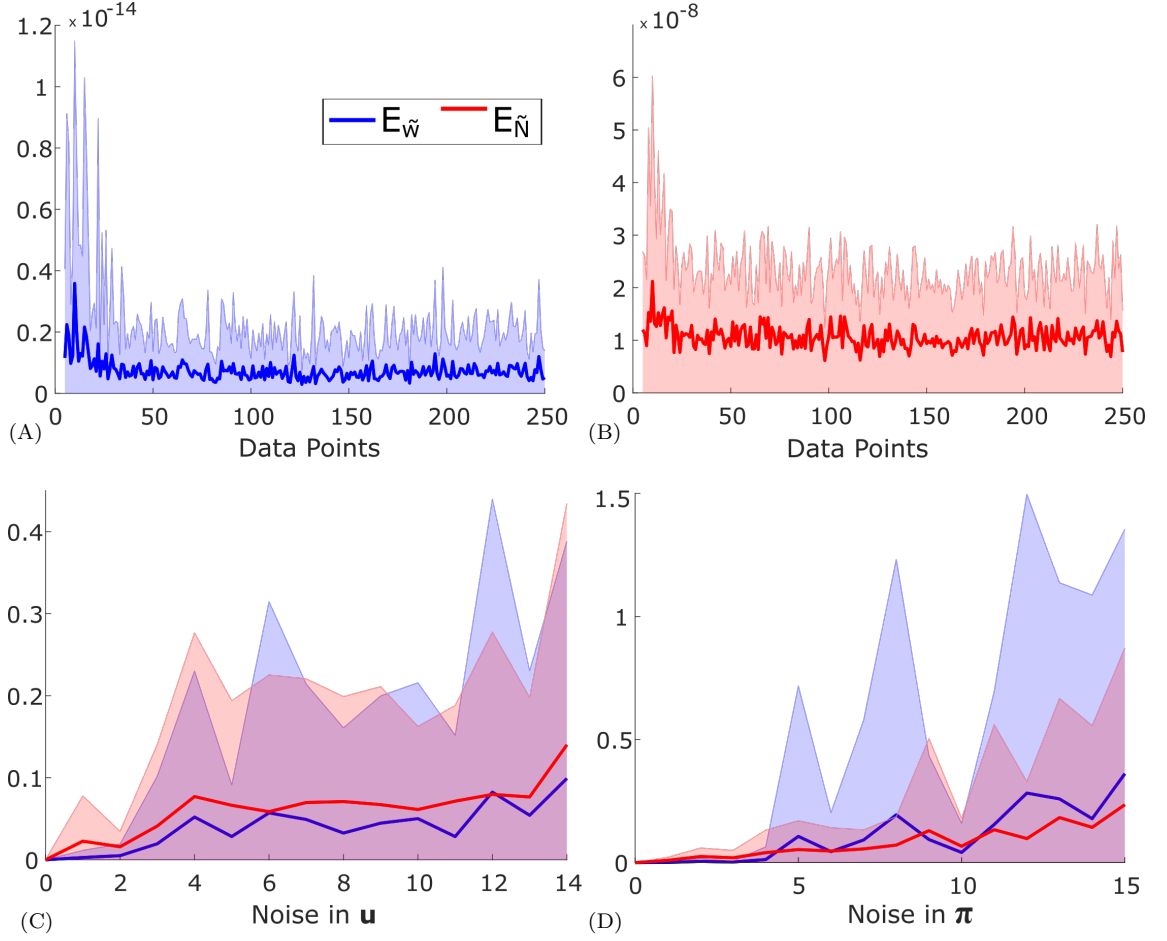 × 10^-14
1.2
1
0.8
0.6
0.4
0.2
0
0 50 100 150 200 250
E_w̃ E_Ñ
(A)
Data Points
× 10^-8
6
4
2
1
0
0 50 100 150 200 250
(B)
Data Points
0.4
0.3
0.2
0.1
0
0 2 4 6 8 10 12 14
(C)
Noise in u
1.5
1
0.5
0
0 5 10 15
(D)
Noise in π